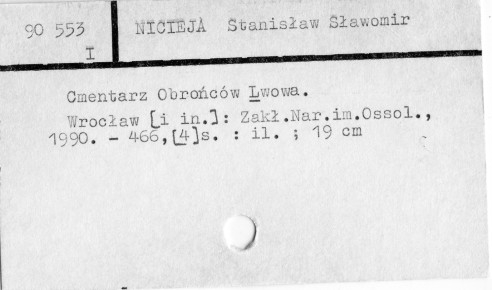 90 553 NICIEJA Stanisław Sławomir
I
Cmentarz Obrońców Lwowa.
Wrocław [i in.]: Zakł.Nar.im.Ossol.,
1990. - 466,[4]s. : il. ; 19 cm